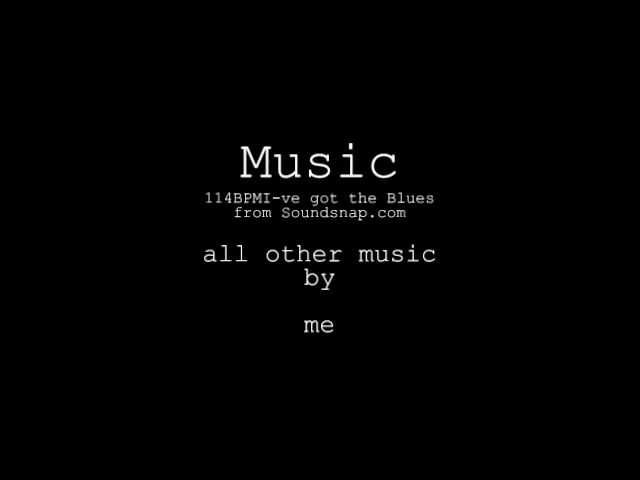 Music
114BPMI-ve got the Blues
from Soundsnap.com
all other music
by
me